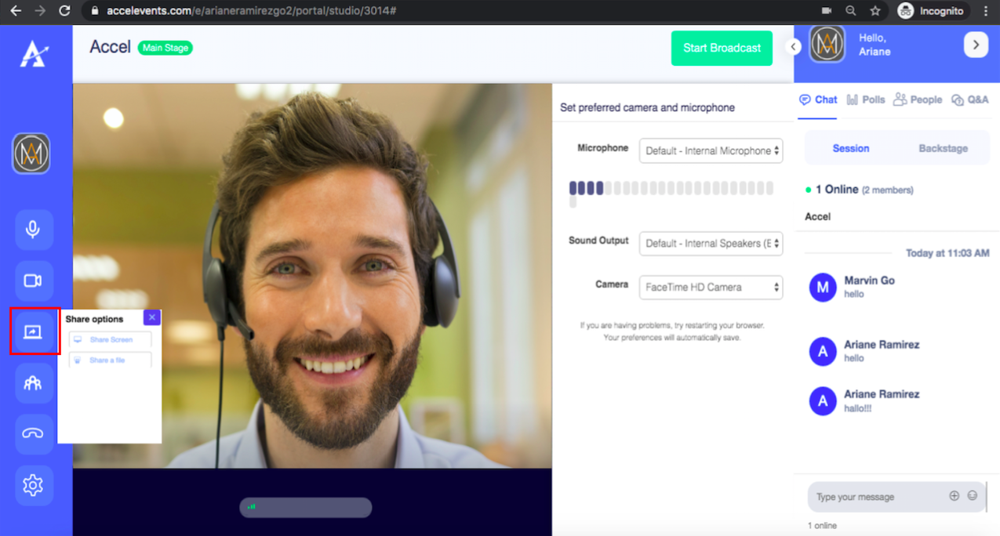 accelevents.com/e/arianeramirezgo2/portal/studio/3014#
Incognito
Accel
Main Stage
Start Broadcast
Hello,
Ariane
Set preferred camera and microphone
Microphone
Default - Internal Microphone
Sound Output
Default - Internal Speakers (E
Camera
FaceTime HD Camera
If you are having problems, try restarting your browser.
Your preferences will automatically save.
Share options
Share Screen
Share a file
Chat
Polls
People
Q&A
Session
Backstage
1 Online (2 members)
Accel
Today at 11:03 AM
M
Marvin Go
hello
A
Ariane Ramirez
hello
A
Ariane Ramirez
hallo!!!
Type your message
1 online